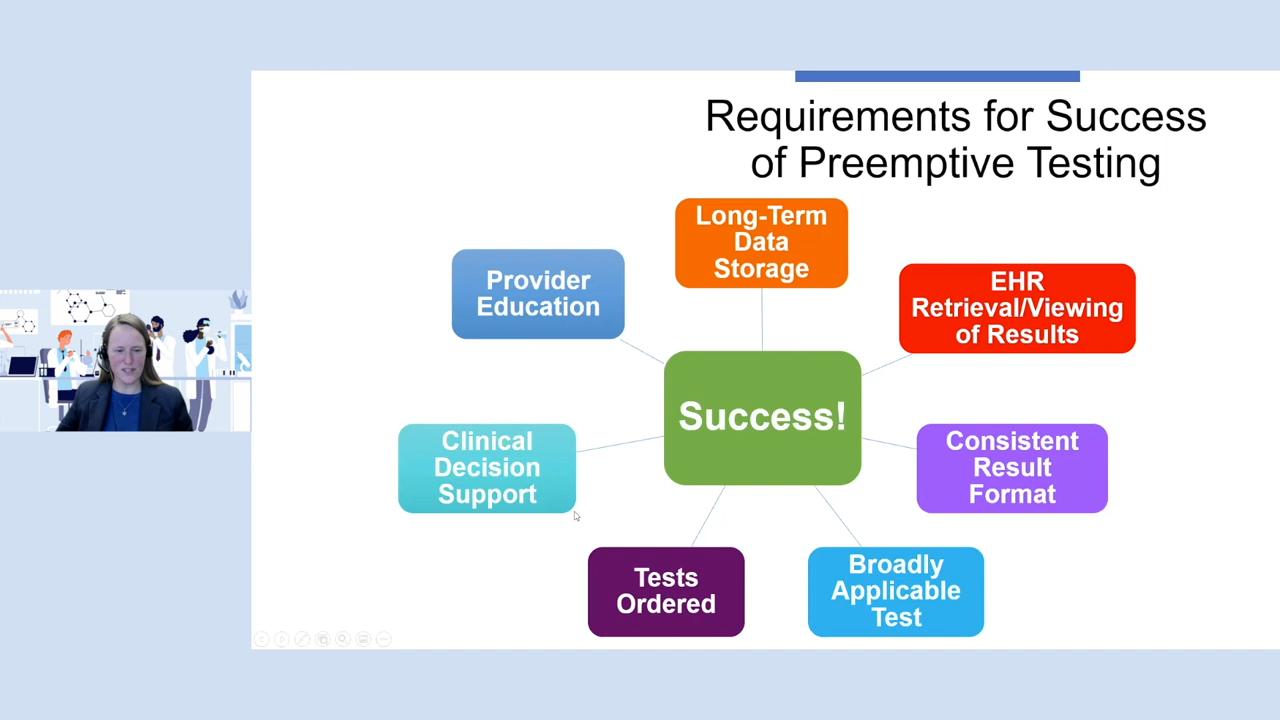 Requirements for Success
of Preemptive Testing
Long-Term
Data
Storage
EHR
Retrieval/Viewing
of Results
Consistent
Result
Format
Broadly
Applicable
Test
Tests
Ordered
Clinical
Decision
Support
Provider
Education
Success!